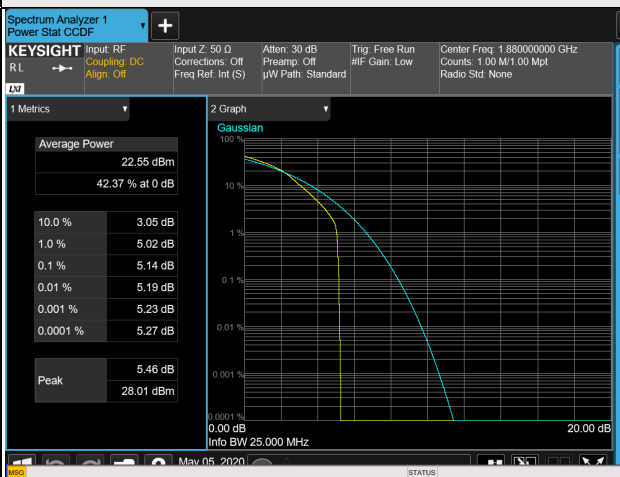 Spectrum Analyzer 1
Power Stat CCDF
KEYSIGHT
RL
LXI
Input: RF
Coupling: DC
Align: Off
Input Z: 50 Ω
Corrections: Off
Freq Ref: Int (S)
Atten: 30 dB
Preamp: Off
µW Path: Standard
Trig: Free Run
#IF Gain: Low
Center Freq: 1.880000000 GHz
Counts: 1.00 M/1.00 Mpt
Radio Std: None
1 Metrics
Average Power
22.55 dBm
42.37 % at 0 dB
10.0 % 3.05 dB
1.0 % 5.02 dB
0.1 % 5.14 dB
0.01 % 5.19 dB
0.001 % 5.23 dB
0.0001 % 5.27 dB
Peak
5.46 dB
28.01 dBm
2 Graph
Gaussian
100 %
10 %
1 %
0.1 %
0.01 %
0.001 %
0.0001 %
0.00 dB
20.00 dB
Info BW 25.000 MHz
May 05, 2020
MSG
STATUS